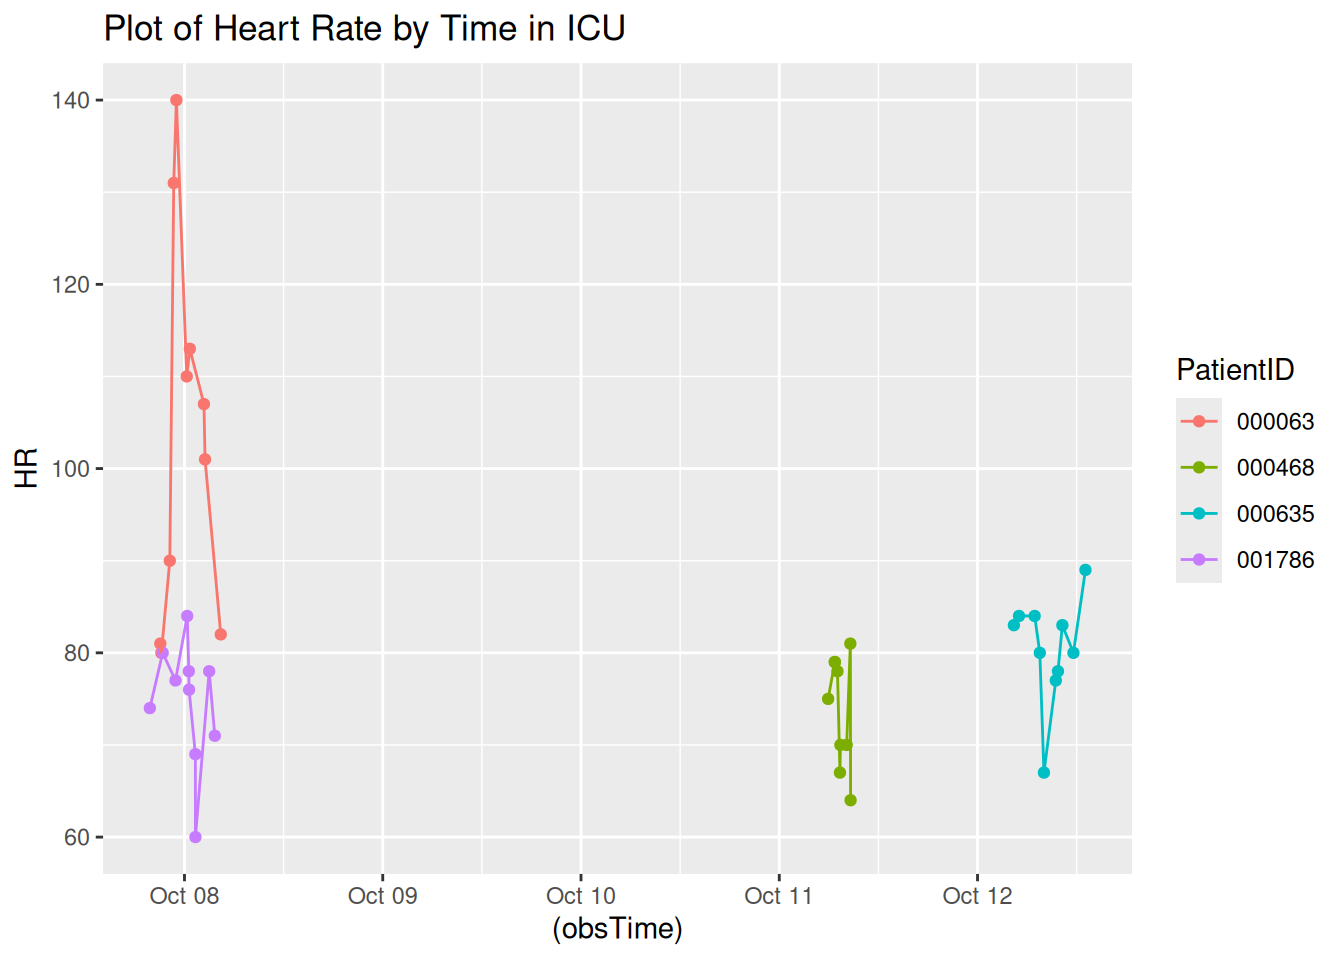 Plot of Heart Rate by Time in ICU
140
120
100
80
60
HR
Oct 08
Oct 09
Oct 10
Oct 11
Oct 12
(obsTime)
PatientID
000063
000468
000635
001786